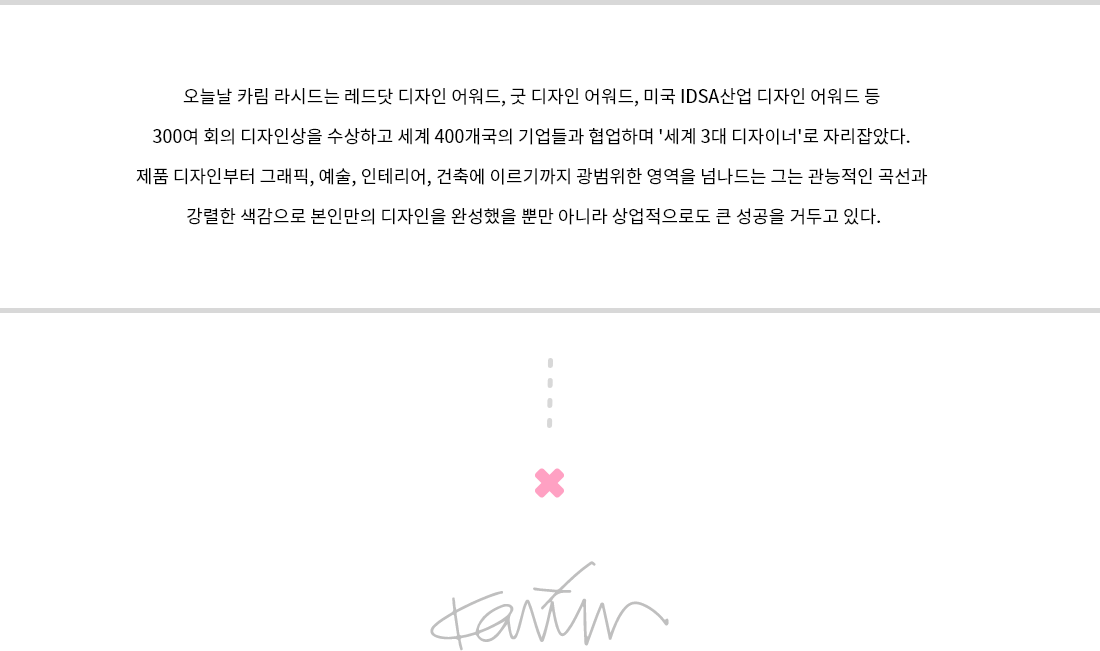 오늘날 카림 라시드는 레드닷 디자인 어워드, 굿 디자인 어워드, 미국 IDSA산업 디자인 어워드 등
300여 회의 디자인상을 수상하고 세계 400개국의 기업들과 협업하며 '세계 3대 디자이너'로 자리잡았다.
제품 디자인부터 그래픽, 예술, 인테리어, 건축에 이르기까지 광범위한 영역을 넘나드는 그는 관능적인 곡선과
강렬한 색감으로 본인만의 디자인을 완성했을 뿐만 아니라 상업적으로도 큰 성공을 거두고 있다.
Karim